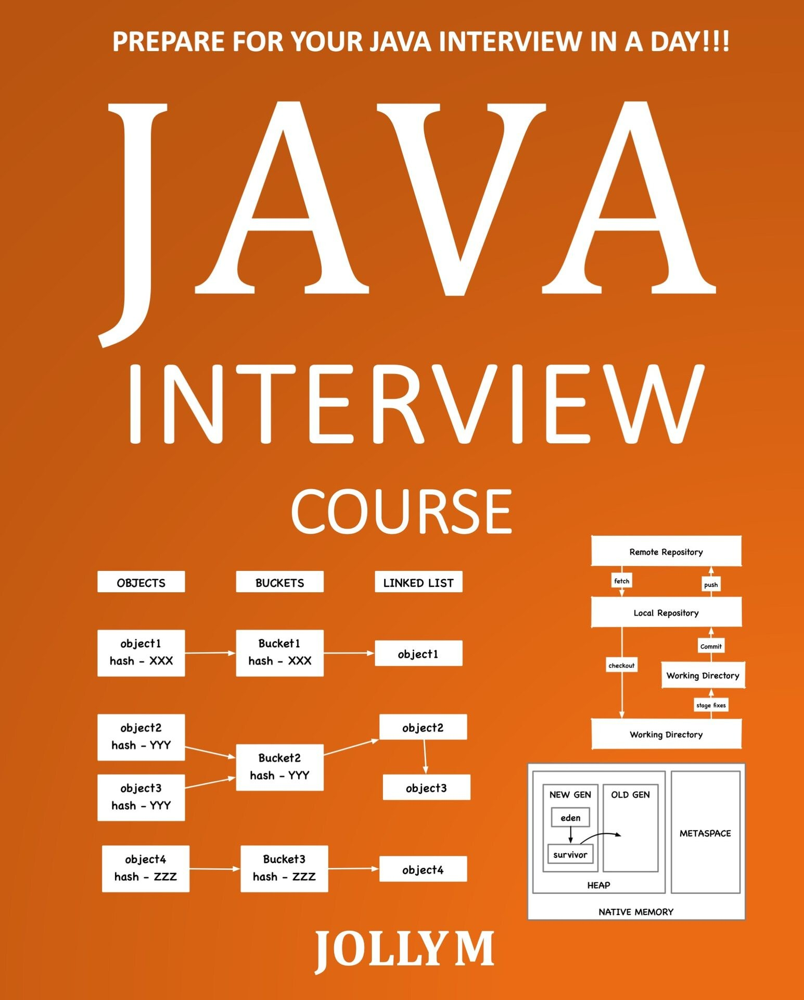 PREPARE FOR YOUR JAVA INTERVIEW IN A DAY!!!
JAVA
INTERVIEW
COURSE
OBJECTS
BUCKETS
LINKED LIST
object1
hash - XXX
Bucket1
hash - XXX
object1
object2
hash - YYY
object3
hash - YYY
Bucket2
hash - YYY
object2
object3
object4
hash - ZZZ
Bucket3
hash - ZZZ
object4
Remote Repository
fetch
push
Local Repository
Commit
checkout
Working Directory
stage fixes
Working Directory
NEW GEN
OLD GEN
eden
survivor
METASPACE
HEAP
NATIVE MEMORY
JOLLY M